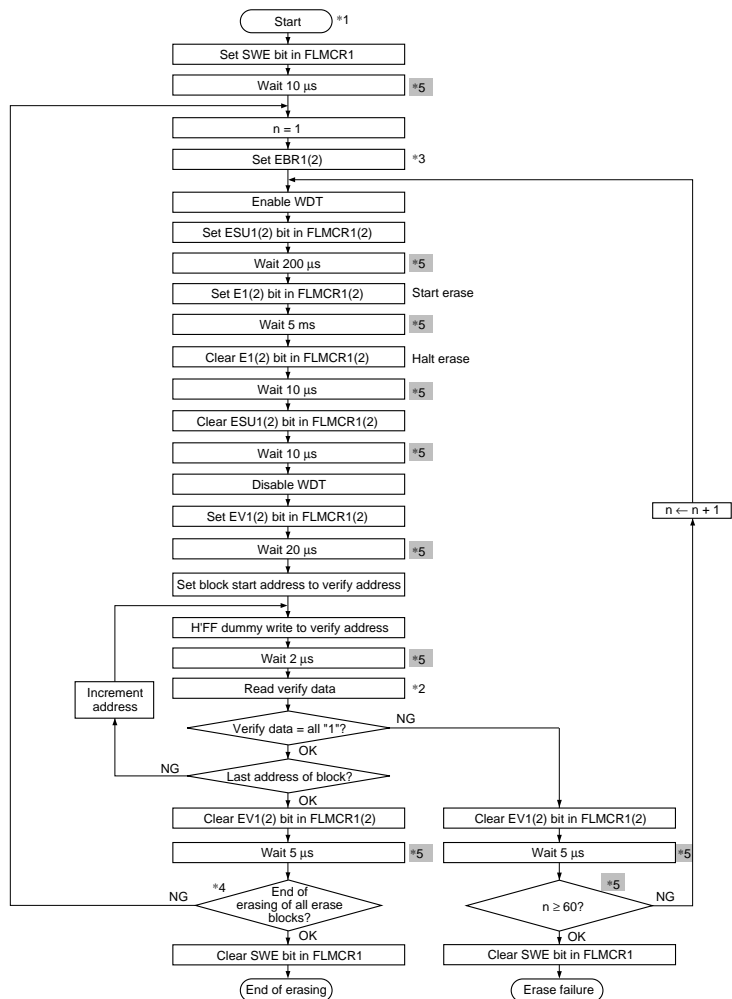 Start *1
Set SWE bit in FLMCR1
Wait 10 μs *5
n = 1
Set EBR1(2) *3
Enable WDT
Set ESU1(2) bit in FLMCR1(2)
Wait 200 μs *5
Set E1(2) bit in FLMCR1(2) Start erase
Wait 5 ms *5
Clear E1(2) bit in FLMCR1(2) Halt erase
Wait 10 μs *5
Clear ESU1(2) bit in FLMCR1(2)
Wait 10 μs *5
Disable WDT
Set EV1(2) bit in FLMCR1(2)
n ← n + 1
Wait 20 μs *5
Set block start address to verify address
H'FF dummy write to verify address
Wait 2 μs *5
Increment
address
Read verify data *2
Verify data = all "1"? NG
OK
NG Last address of block?
OK
Clear EV1(2) bit in FLMCR1(2) Clear EV1(2) bit in FLMCR1(2)
Wait 5 μs *5 Wait 5 μs *5
NG *4 End of
erasing of all erase
blocks?
*5
n ≥ 60? NG
OK OK
Clear SWE bit in FLMCR1 Clear SWE bit in FLMCR1
End of erasing Erase failure